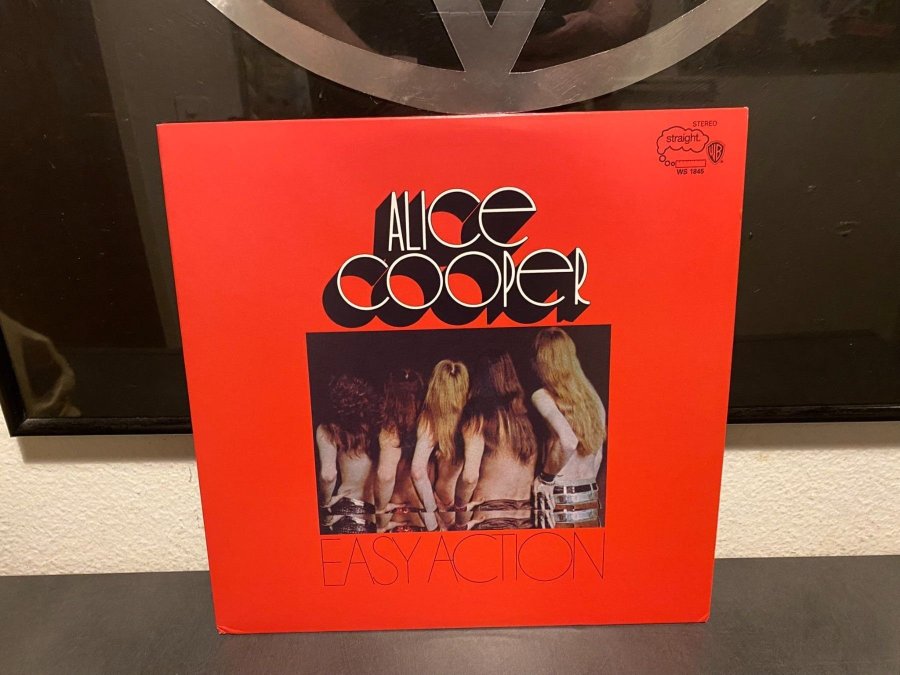 STEREO
straight.
WB
WS 1845
ALICE
COOPER
EASY ACTION